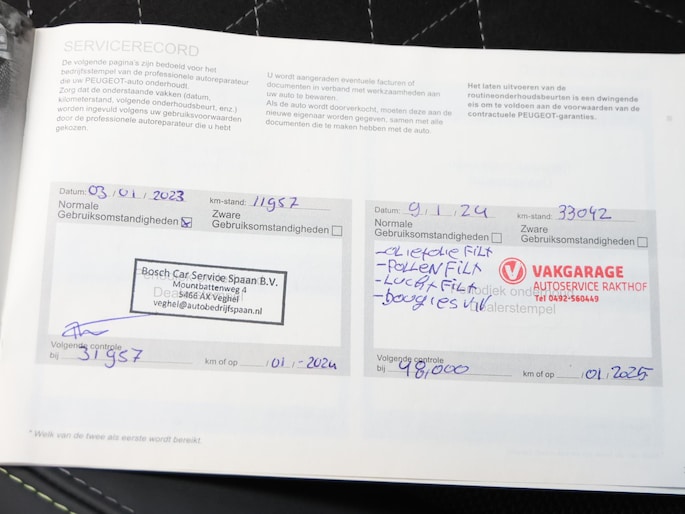 SERVICERECORD
De volgende pagina's zijn bedoeld voor het
bedrijfsstempel van de professionele autoreparateur
die uw PEUGEOT-auto onderhoudt.
Zorg dat de onderstaande vakken (datum,
kilometerstand, volgende onderhoudsbeurt, enz.)
worden ingevuld volgens uw gebruiksvoorwaarden
door de professionele autoreparateur die u hebt
gekozen.
U wordt aangeraden eventuele facturen of
documenten in verband met werkzaamheden aan
uw auto te bewaren.
Als de auto wordt doorverkocht, moeten deze aan de
nieuwe eigenaar worden gegeven, samen met alle
documenten die te maken hebben met de auto.
Het laten uitvoeren van de
routineonderhoudsbeurten is een dwingende
eis om te voldoen aan de voorwaarden van de
contractuele PEUGEOT-garanties.
Datum: 03/01/2023 km-stand: 11957
Normale
Gebruiksomstandigheden
Zware
Gebruiksomstandigheden
Bosch Car Service Spaan B.V.
Mountbattenweg 4
5466 AX Veghel
veghel@autobedrijfspaan.nl
Volgende controle
bij 31957 km of op / 01 - 2024
Datum: 9/1/24 km-stand: 33042
Normale
Gebruiksomstandigheden
Zware
Gebruiksomstandigheden
-oliefolie Filt
-Pollen Filt
-Lucht Filt
-bougies
VAKGARAGE
AUTOSERVICE RAKTHOF
Tel 0492-560449
Dealerstempel
Volgende controle
bij 98,000 km of op / 01 / 2025
* Welk van de twee als eerste wordt bereikt.